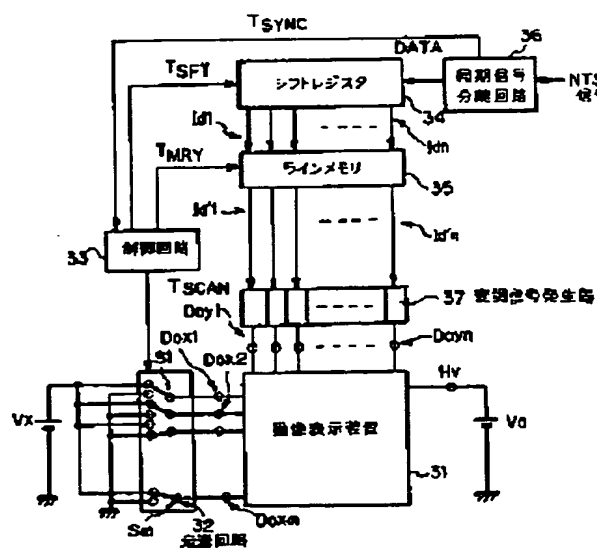 TSYNC
36
DATA
同期信号
分離回路
NTS
TSFT
シフトレジスタ
34
Id1
Idn
TMRY
ラインメモリ
35
Id'1
Id'n
33
制御回路
TSCAN
37 変調信号発生器
Doy1
Doyn
Dox1
S1
Dox2
Hv
Vx
画像表示装置
Va
31
Sm
32
Doxm
走査回路